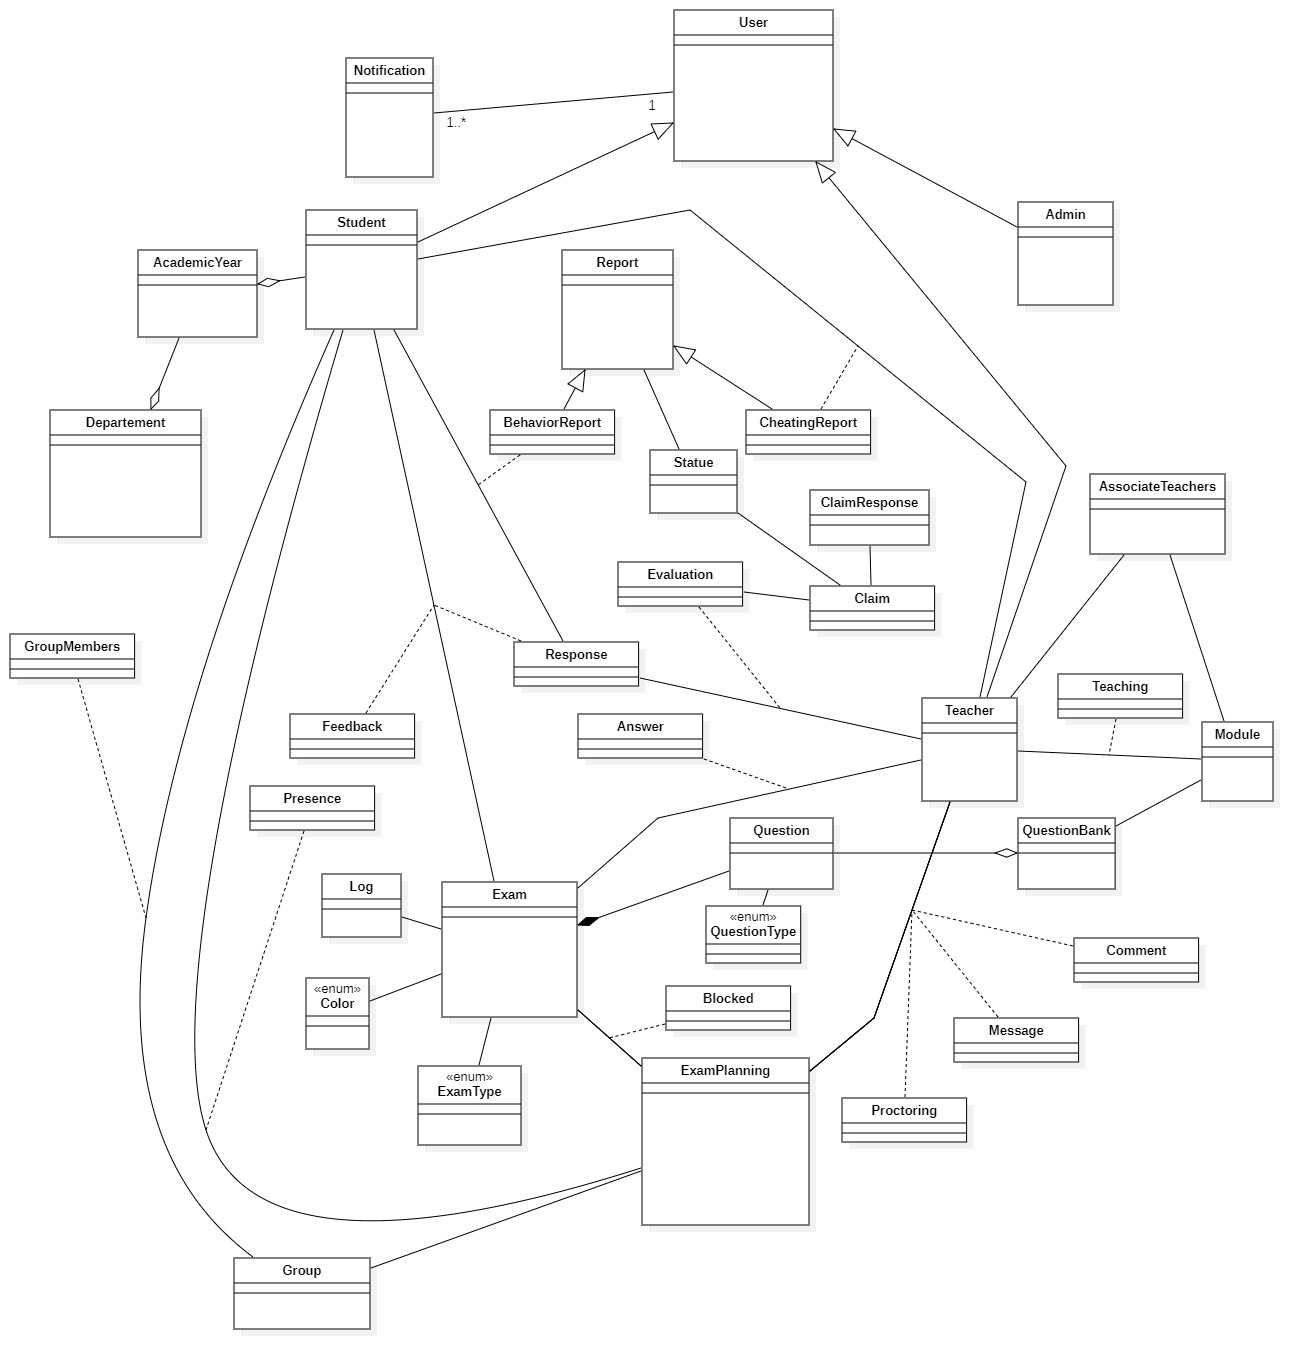 User
Notification
1
1..*
Admin
Student
AcademicYear
Report
Departement
BehaviorReport
CheatingReport
Statue
AssociateTeachers
ClaimResponse
Evaluation
Claim
GroupMembers
Response
Teaching
Teacher
Feedback
Answer
Module
Presence
Question
QuestionBank
Log
Exam
«enum»
QuestionType
Comment
«enum»
Color
Blocked
Message
«enum»
ExamType
ExamPlanning
Proctoring
Group